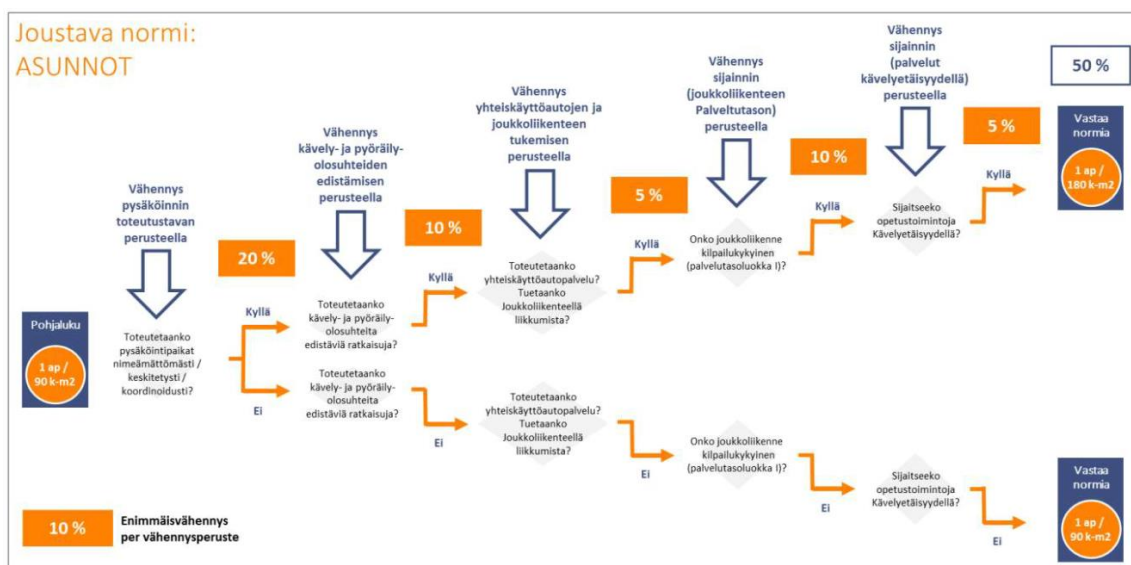 Joustava normi:
ASUNNOT
Pohjaluku
1 ap /
90 k-m2
Vähennys
pysäköinnin
toteutustavan
perusteella
Toteutetaanko
pysäköintipaikat
nimeämättömästi /
keskitetysti /
koordinoidusti?
20 %
Kyllä
Ei
Vähennys
kävely- ja pyöräily-
olosuhteiden
edistämisen
perusteella
Toteutetaanko
kävely- ja pyöräily-
olosuhteita
edistäviä ratkaisuja?
Toteutetaanko
kävely- ja pyöräily-
olosuhteita
edistäviä ratkaisuja?
10 %
Kyllä
Ei
Vähennys
yhteiskäyttöautojen ja
joukkoliikenteen
tukemisen
perusteella
Toteutetaanko
yhteiskäyttöautopalvelu?
Tuetaanko
Joukkoliikenteellä
liikkumista?
Toteutetaanko
yhteiskäyttöautopalvelu?
Tuetaanko
Joukkoliikenteellä
liikkumista?
5 %
Kyllä
Ei
Vähennys
sijainnin
(joukkoliikenteen
Palveltutason)
perusteella
Onko joukkoliikenne
kilpailukykyinen
(palvelutasoluokka I)?
Onko joukkoliikenne
kilpailukykyinen
(palvelutasoluokka I)?
10 %
Kyllä
Ei
Vähennys
sijainnin
(palvelut
kävelyetäisyydellä)
perusteella
Sijaitseeko
opetustoimintoja
Kävelyetäisyydellä?
Sijaitseeko
opetustoimintoja
Kävelyetäisyydellä?
5 %
Kyllä
Ei
50 %
Vastaa
normia
1 ap /
180 k-m2
Vastaa
normia
1 ap /
90 k-m2
10 %
Enimmäisvähennys
per vähennysperuste